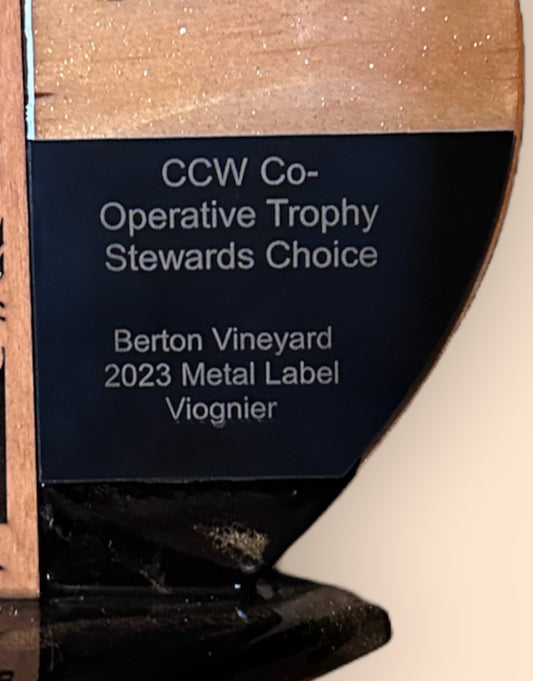 CCW Co-
Operative Trophy
Stewards Choice
Berton Vineyard
2023 Metal Label
Viognier